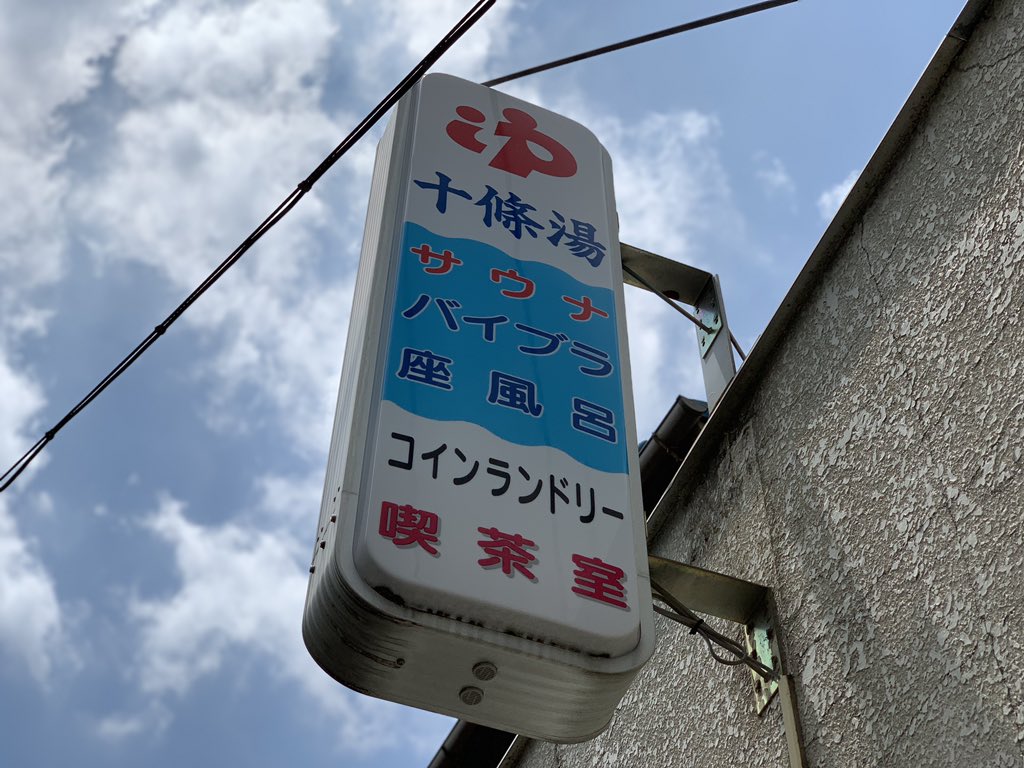 ゆ
十條湯
サウナ
バイブラ
座風呂
コインランドリー
喫茶室